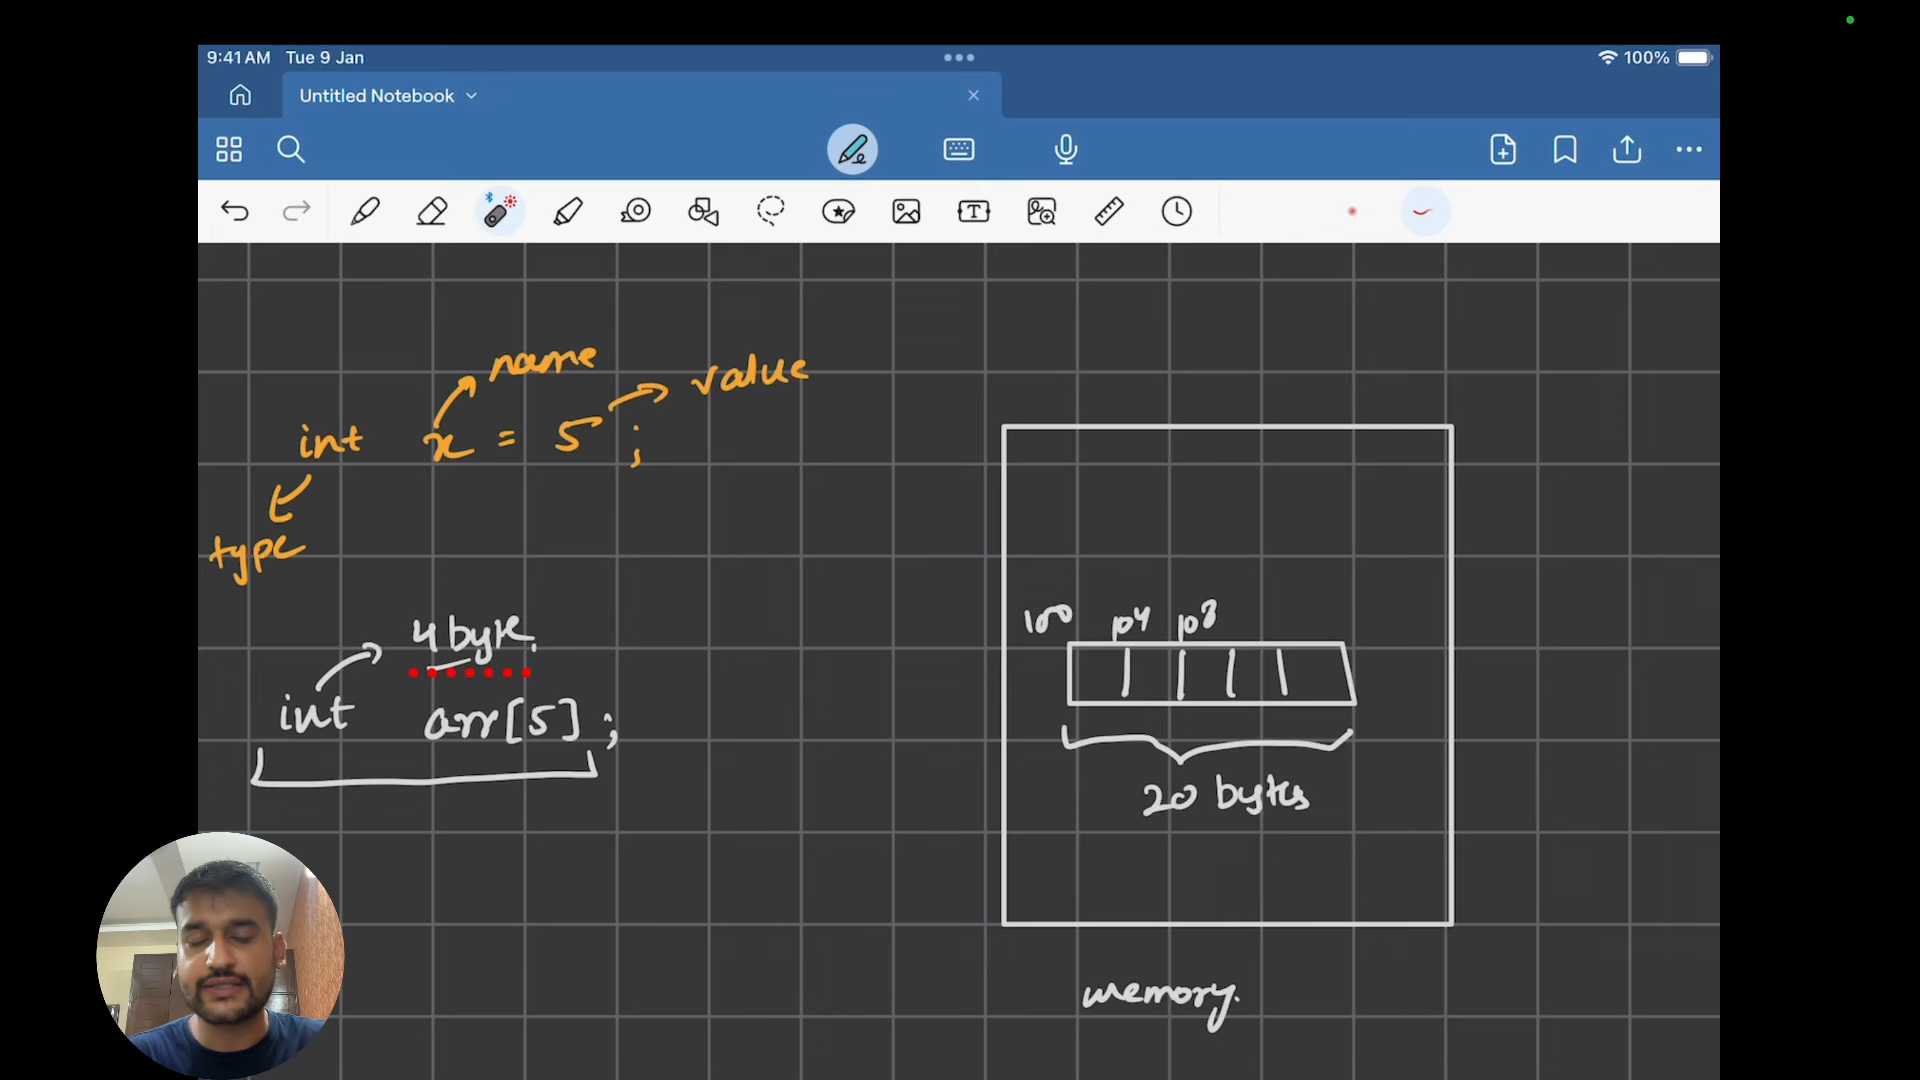 9:41 AM Tue 9 Jan
100%
Untitled Notebook
name
value
int x = 5 ;
type
4 byte.
int arr[5] ;
100 104 108
20 bytes
memory.